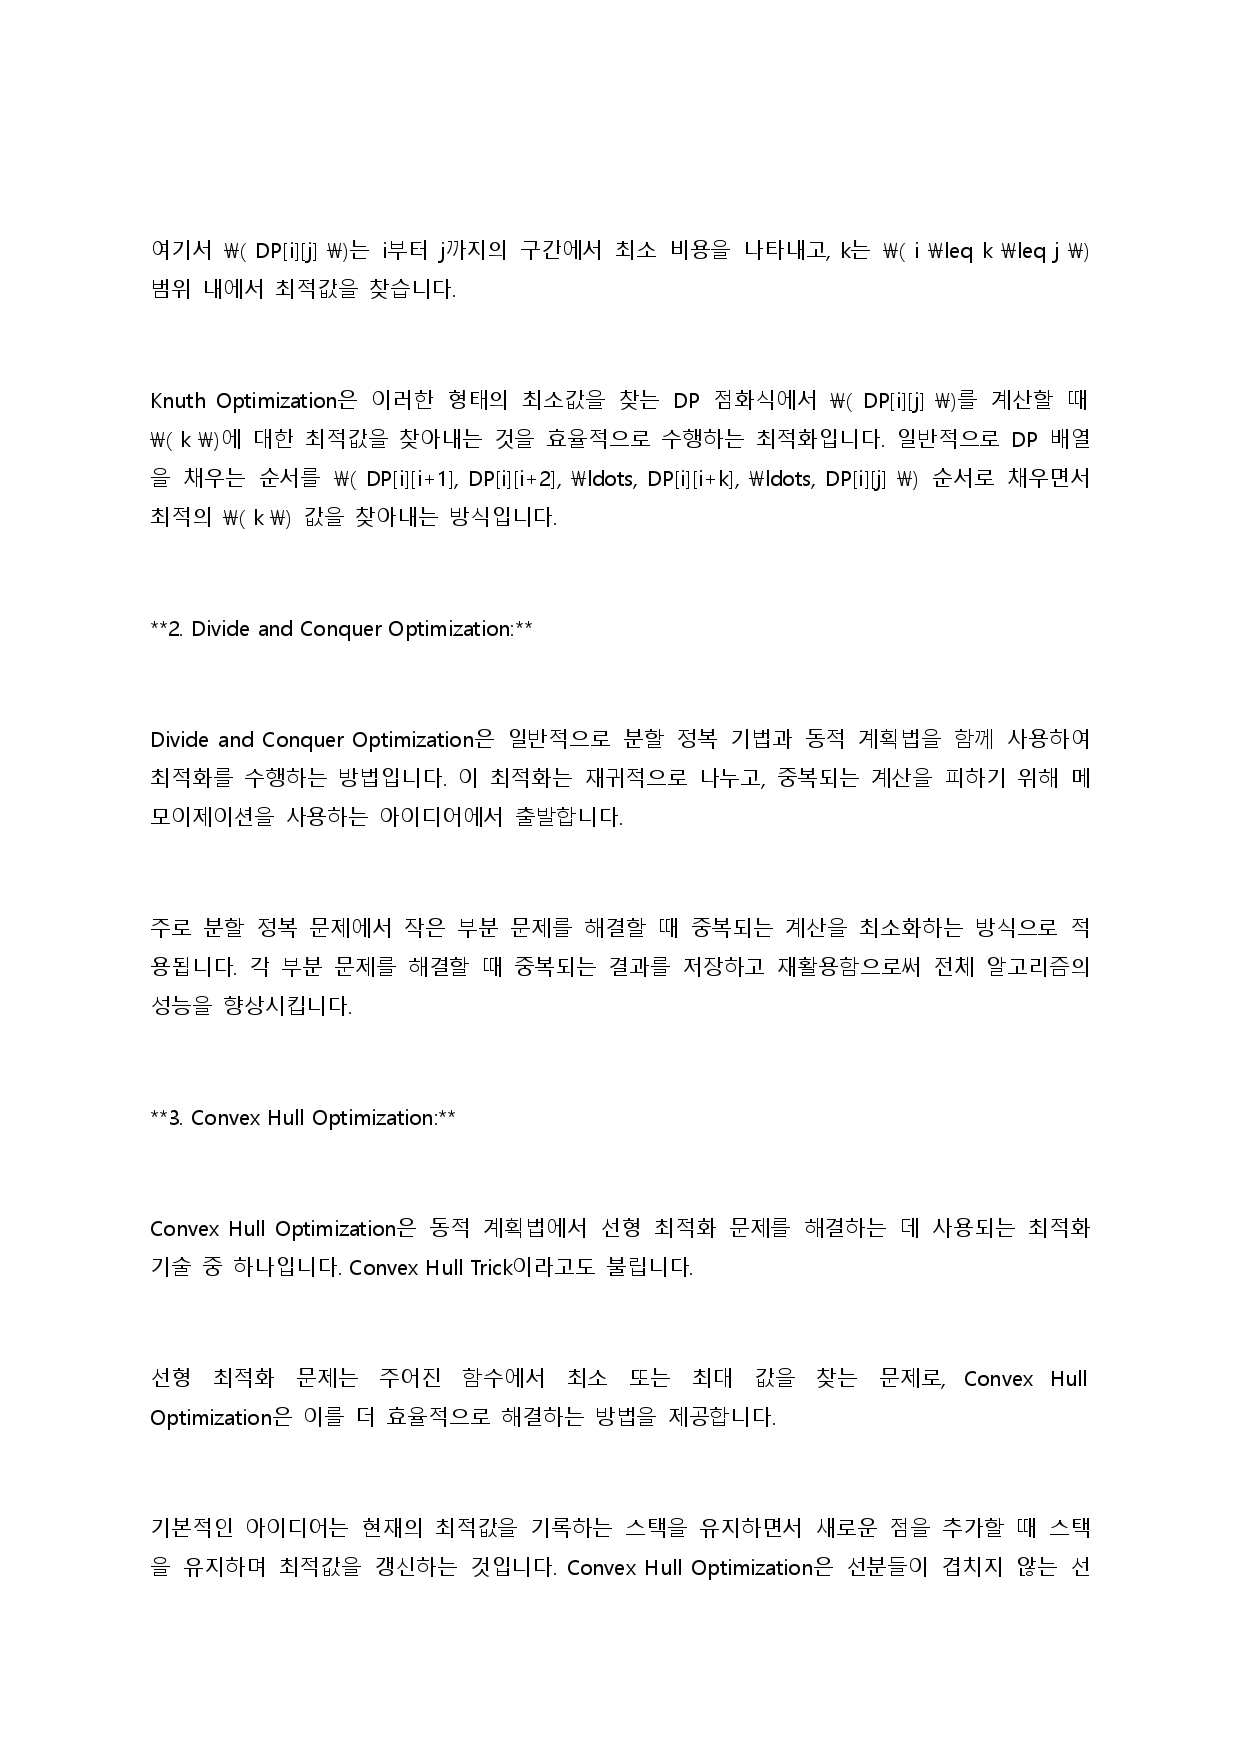 여기서 ₩( DP[i][j] ₩)는 i부터 j까지의 구간에서 최소 비용을 나타내고, k는 ₩( i ₩leq k ₩leq j ₩)
범위 내에서 최적값을 찾습니다.
Knuth Optimization은 이러한 형태의 최소값을 찾는 DP 점화식에서 ₩( DP[i][j] ₩)를 계산할 때
₩( k ₩)에 대한 최적값을 찾아내는 것을 효율적으로 수행하는 최적화입니다. 일반적으로 DP 배열
을 채우는 순서를 ₩( DP[i][i+1], DP[i][i+2], ₩ldots, DP[i][i+k], ₩ldots, DP[i][j] ₩) 순서로 채우면서
최적의 ₩( k ₩) 값을 찾아내는 방식입니다.
**2. Divide and Conquer Optimization:**
Divide and Conquer Optimization은 일반적으로 분할 정복 기법과 동적 계획법을 함께 사용하여
최적화를 수행하는 방법입니다. 이 최적화는 재귀적으로 나누고, 중복되는 계산을 피하기 위해 메
모이제이션을 사용하는 아이디어에서 출발합니다.
주로 분할 정복 문제에서 작은 부분 문제를 해결할 때 중복되는 계산을 최소화하는 방식으로 적
용됩니다. 각 부분 문제를 해결할 때 중복되는 결과를 저장하고 재활용함으로써 전체 알고리즘의
성능을 향상시킵니다.
**3. Convex Hull Optimization:**
Convex Hull Optimization은 동적 계획법에서 선형 최적화 문제를 해결하는 데 사용되는 최적화
기술 중 하나입니다. Convex Hull Trick이라고도 불립니다.
선형 최적화 문제는 주어진 함수에서 최소 또는 최대 값을 찾는 문제로, Convex Hull
Optimization은 이를 더 효율적으로 해결하는 방법을 제공합니다.
기본적인 아이디어는 현재의 최적값을 기록하는 스택을 유지하면서 새로운 점을 추가할 때 스택
을 유지하며 최적값을 갱신하는 것입니다. Convex Hull Optimization은 선분들이 겹치지 않는 선